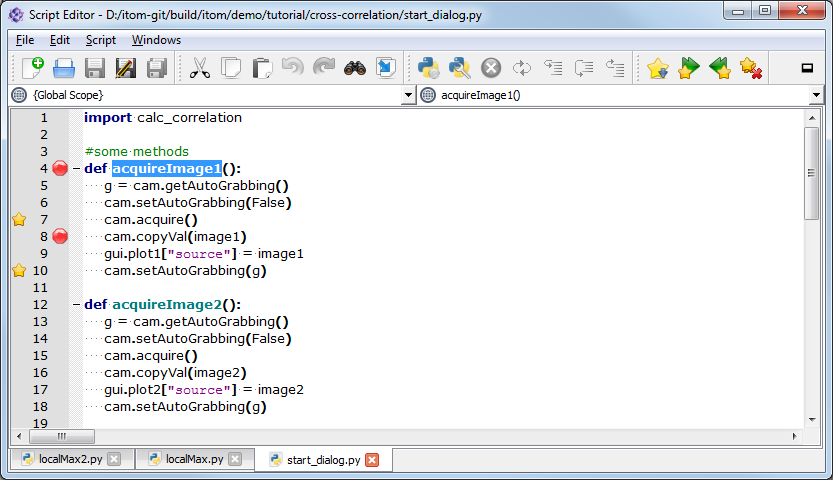 Script Editor - D:/itom-git/build/itom/demo/tutorial/cross-correlation/start_dialog.py
File Edit Script Windows
{Global Scope} acquireImage1()
1 import calc_correlation
2
3 #some methods
4 def acquireImage1():
5 g = cam.getAutoGrabbing()
6 cam.setAutoGrabbing(False)
7 cam.acquire()
8 cam.copyVal(image1)
9 gui.plot1["source"] = image1
10 cam.setAutoGrabbing(g)
11
12 def acquireImage2():
13 g = cam.getAutoGrabbing()
14 cam.setAutoGrabbing(False)
15 cam.acquire()
16 cam.copyVal(image2)
17 gui.plot2["source"] = image2
18 cam.setAutoGrabbing(g)
19
localMax2.py localMax.py start_dialog.py